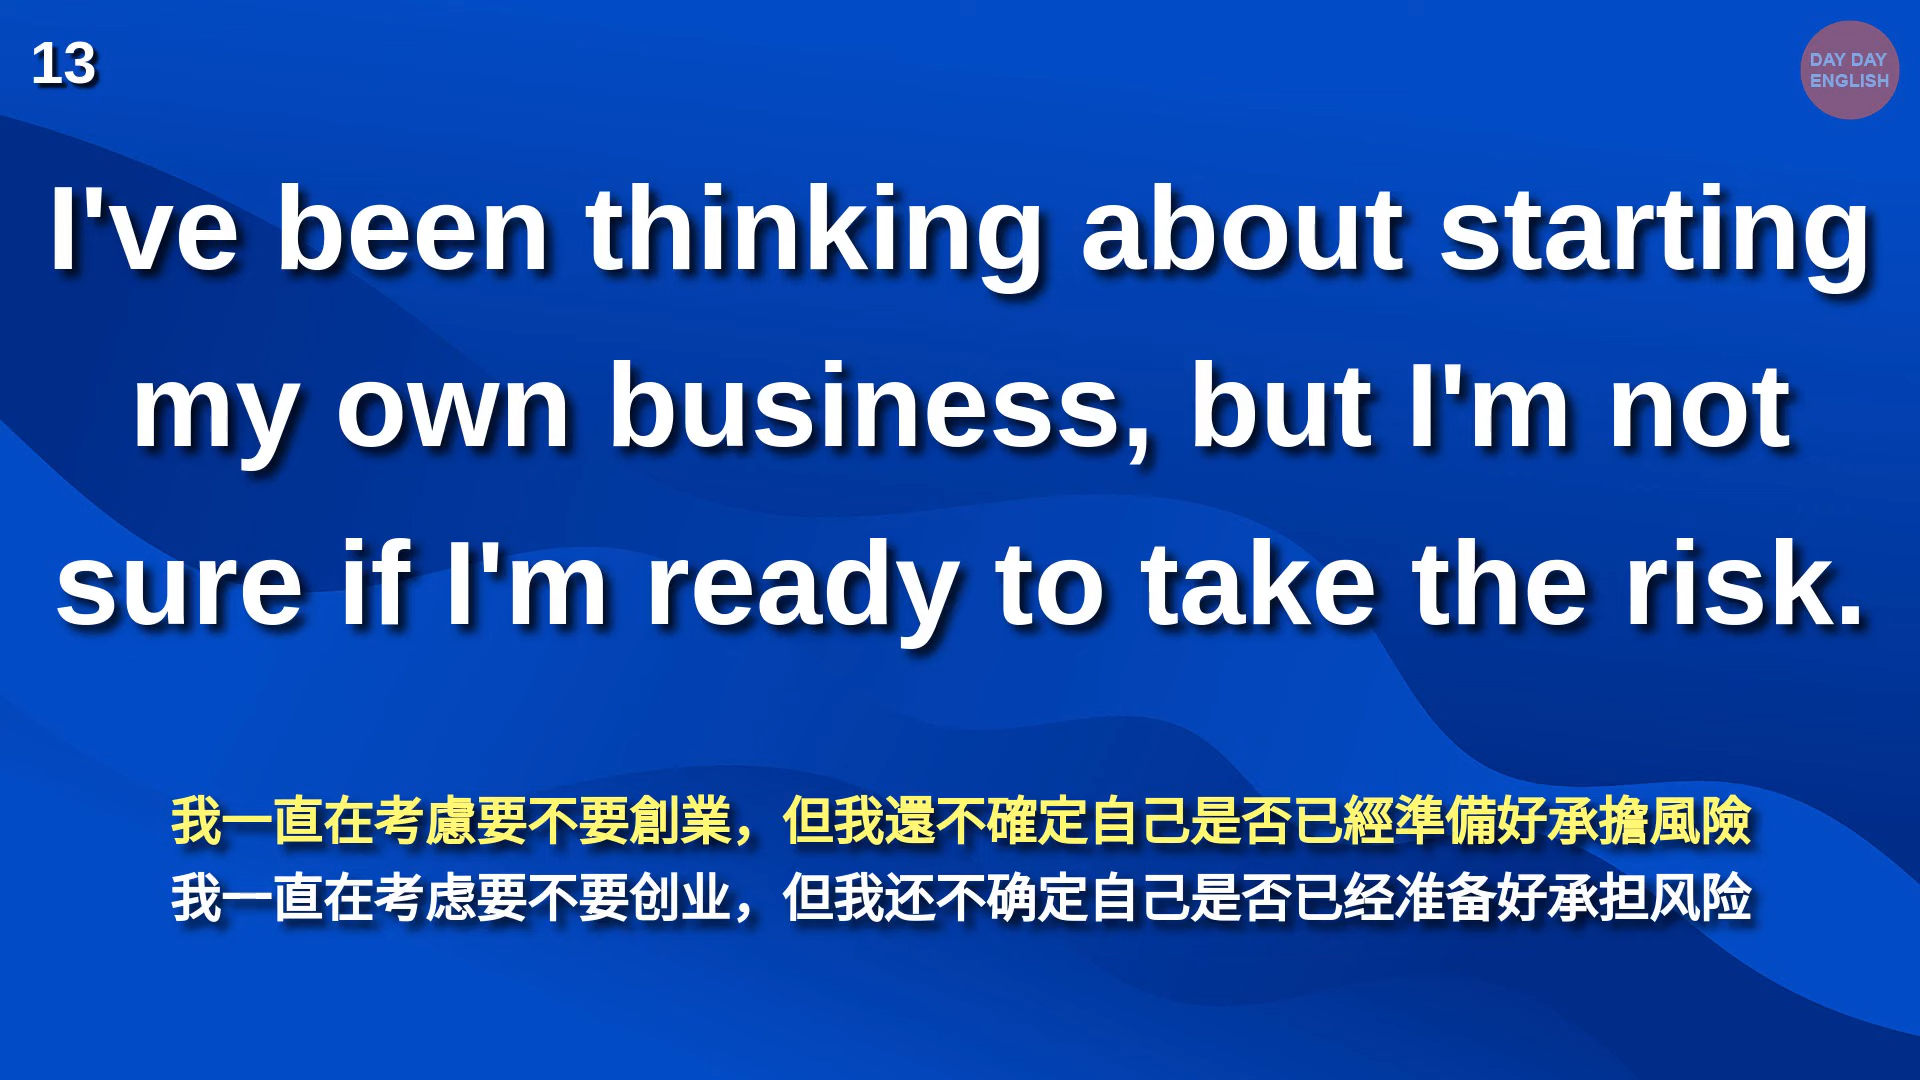 13
DAY DAY
ENGLISH
I've been thinking about starting
my own business, but I'm not
sure if I'm ready to take the risk.
我一直在考慮要不要創業，但我還不確定自己是否已經準備好承擔風險
我一直在考虑要不要创业，但我还不确定自己是否已经准备好承担风险